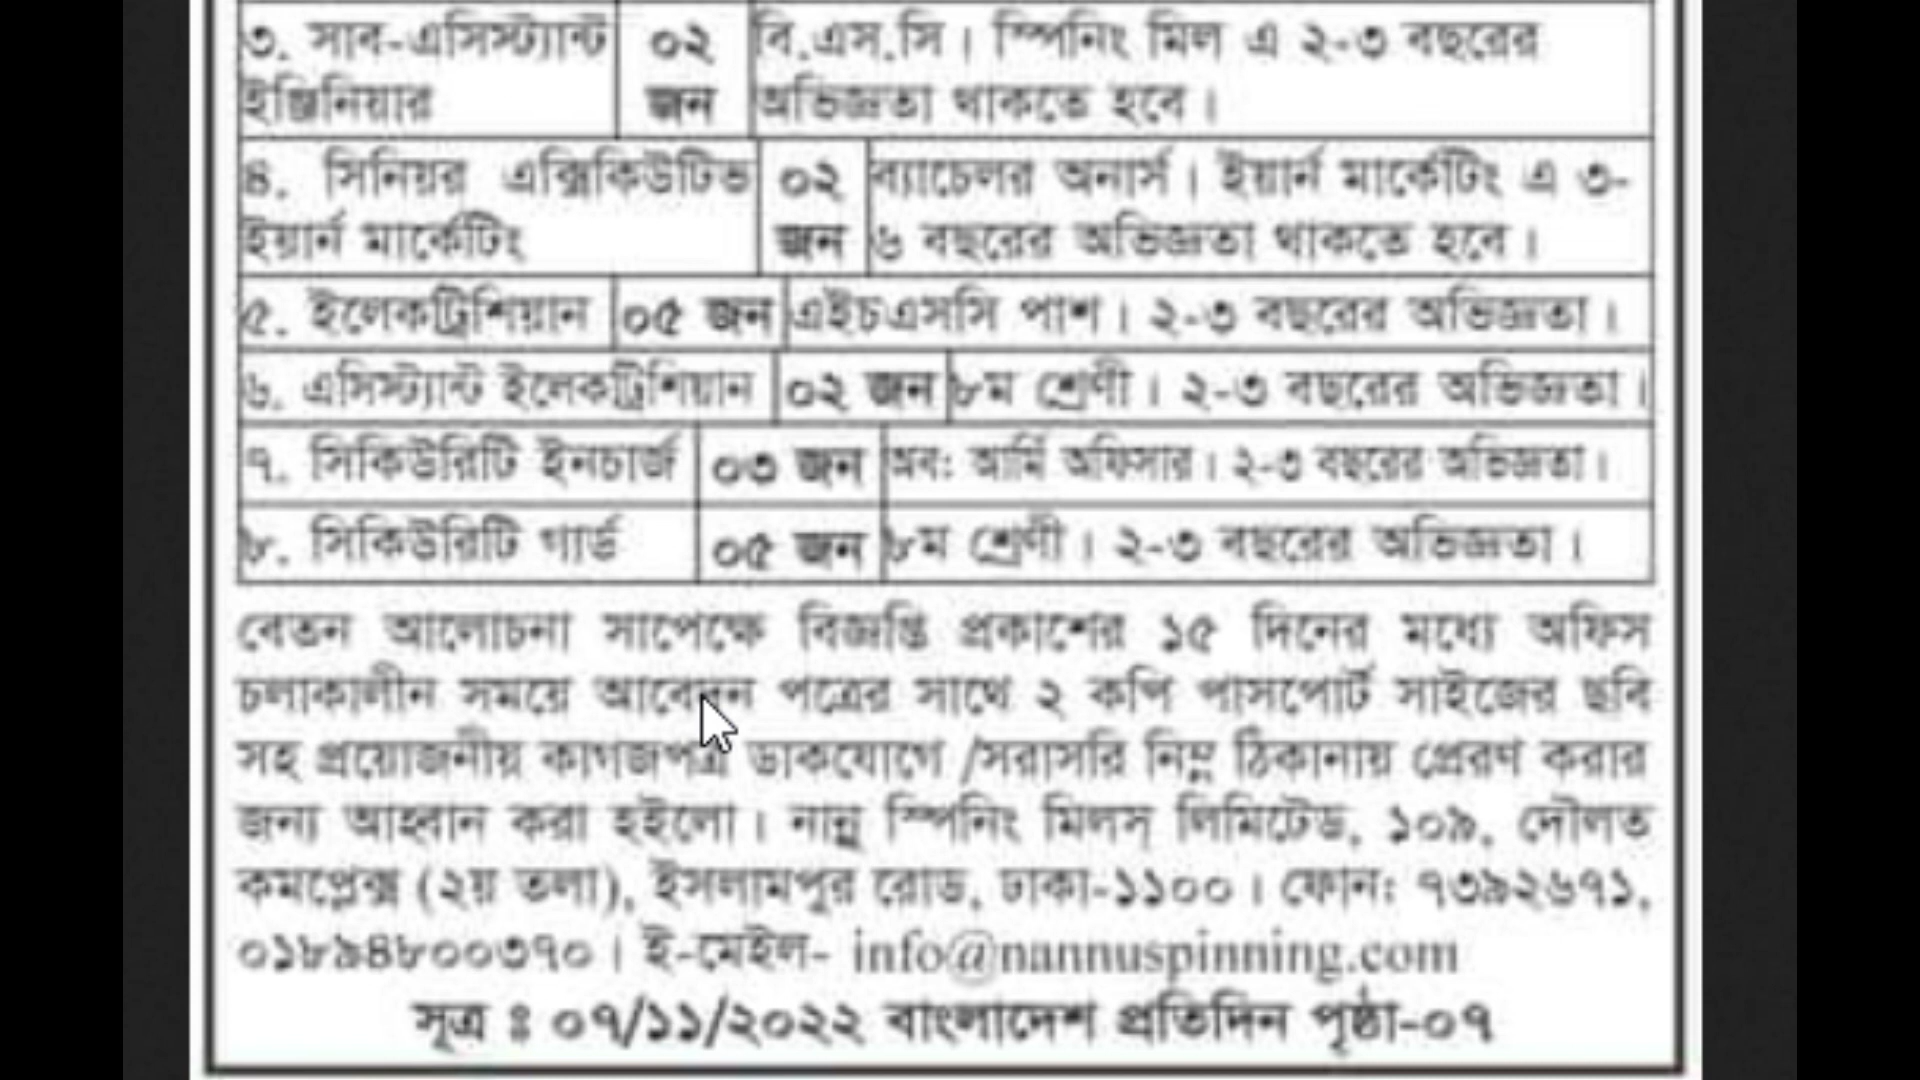 ৩. সাব-এসিস্ট্যান্ট ইঞ্জিনিয়ার
০২ জন
বি.এস.সি। স্পিনিং মিল এ ২-৩ বছরের
অভিজ্ঞতা থাকতে হবে।
৪. সিনিয়র এক্সিকিউটিভ
ইয়ার্ন মার্কেটিং
০২ জন
ব্যাচেলর অনার্স। ইয়ার্ন মার্কেটিং এ ৩-
৬ বছরের অভিজ্ঞতা থাকতে হবে।
৫. ইলেকট্রিশিয়ান ০৫ জন এইচএসসি পাশ। ২-৩ বছরের অভিজ্ঞতা।
৬. এসিস্ট্যান্ট ইলেকট্রিশিয়ান ০২ জন ৮ম শ্রেণী। ২-৩ বছরের অভিজ্ঞতা।
৭. সিকিউরিটি ইনচার্জ ০৩ জন অবঃ আর্মি অফিসার। ২-৩ বছরের অভিজ্ঞতা।
৮. সিকিউরিটি গার্ড ০৫ জন ৮ম শ্রেণী। ২-৩ বছরের অভিজ্ঞতা।
বেতন আলোচনা সাপেক্ষে বিজ্ঞপ্তি প্রকাশের ১৫ দিনের মধ্যে অফিস
চলাকালীন সময়ে আবেদন পত্রের সাথে ২ কপি পাসপোর্ট সাইজের ছবি
সহ প্রয়োজনীয় কাগজপত্র ডাকযোগে /সরাসরি নিম্ন ঠিকানায় প্রেরণ করার
জন্য আহ্বান করা হইলো। নান্নু স্পিনিং মিলস্ লিমিটেড, ১০৯, দৌলত
কমপ্লেক্স (২য় তলা), ইসলামপুর রোড, ঢাকা-১১০০। ফোন: ৭৩৯২৬৭১,
০১৮৯৪৮০০৩৭০। ই-মেইল- info@nannuspinning.com
সূত্র ঃ ০৭/১১/২০২২ বাংলাদেশ প্রতিদিন পৃষ্ঠা-০৭